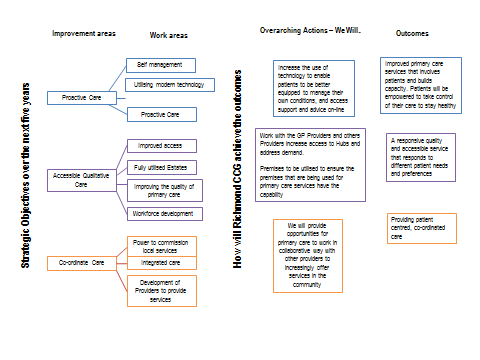 Improvement areas
Work areas
Overarching Actions – We Will..
Outcomes
Strategic Objectives over the next five years
Self management
Utilising modern technology
Proactive Care
Proactive Care
Improved access
Fully utilised Estates
Accessible Qualitative
Care
Improving the quality of
primary care
Workforce development
Power to commission
local services
Co-ordinate Care
Integrated care
Development of
Providers to provide
services
How will Richmond CCG achieve the outcomes
Increase the use of
technology to enable
patients to be better
equipped to manage their
own conditions, and access
support and advice on-line
Improved primary care
services that involves
patients and builds
capacity. Patients will be
empowered to take control
of their care to stay healthy
Work with the GP Providers and others
Providers increase access to Hubs and
address demand.
Premises to be utilised to ensure the
premises that are being used for
primary care services have the
capability
A responsive quality
and accessible service
that responds to
different patient needs
and preferences
We will provide
opportunities for
primary care to work in
collaborative way with
other providers to
increasingly offer
services in the
community
Providing patient
centred, co-ordinated
care